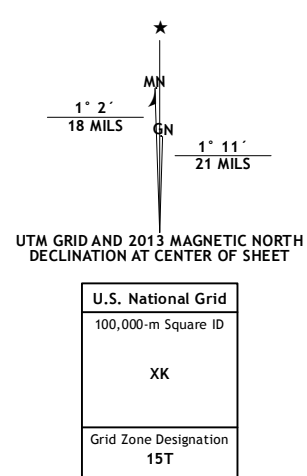 ★
MN
1° 2´
18 MILS
GN
1° 11´
21 MILS
UTM GRID AND 2013 MAGNETIC NORTH
DECLINATION AT CENTER OF SHEET
U.S. National Grid
100,000-m Square ID
XK
Grid Zone Designation
15T